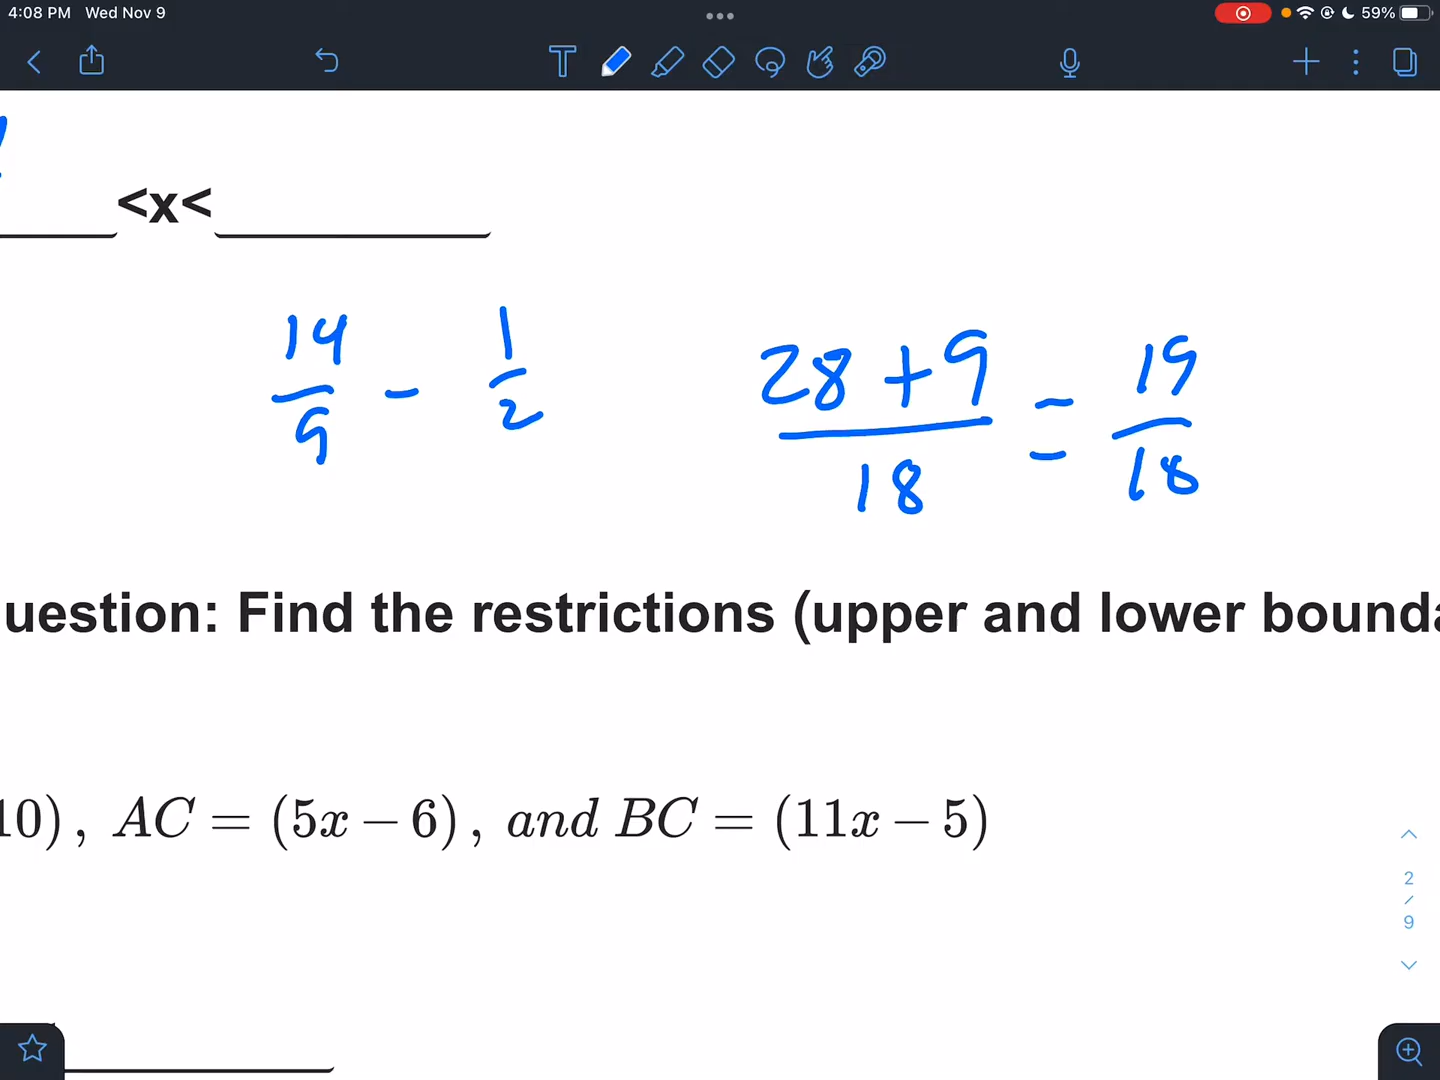 4:08 PM Wed Nov 9
59%
<x<
14/9 - 1/2
28 + 9/18 = 19/18
uestion: Find the restrictions (upper and lower bounda
10), AC = (5x − 6), and BC = (11x − 5)
2
/
9